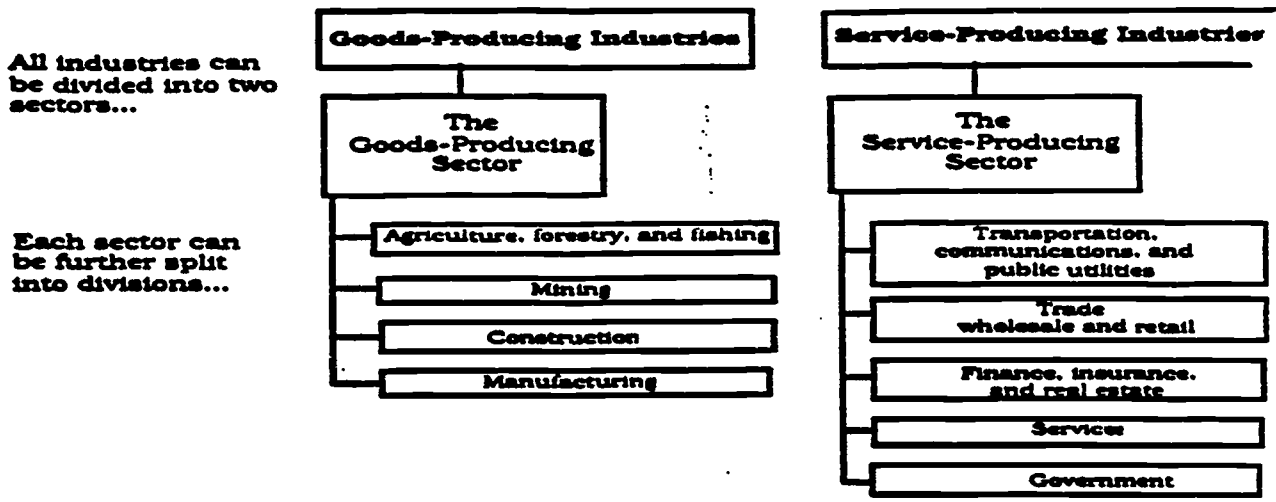 All industries can
be divided into two
sectors...
Goods-Producing Industries
The
Goods-Producing
Sector
Service-Producing Industries
The
Service-Producing
Sector
Each sector can
be further split
into divisions...
Agriculture, forestry, and fishing
Mining
Construction
Manufacturing
Transportation,
communications, and
public utilities
Trade
wholesale and retail
Finance, insurance,
and real estate
Services
Government